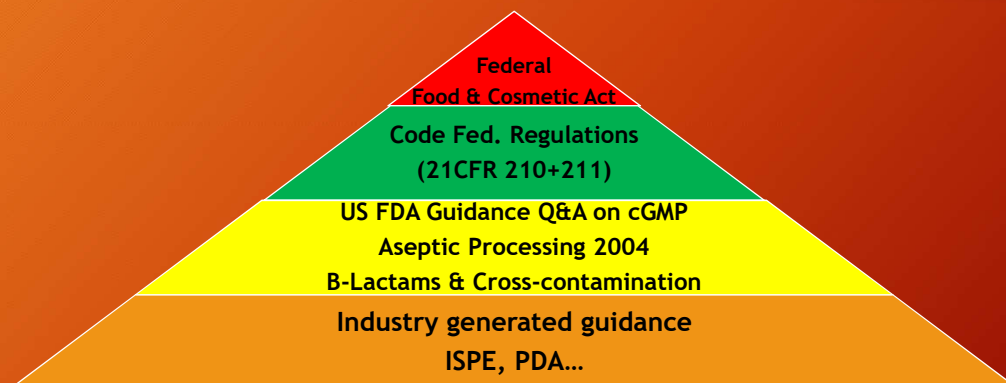 Federal
Food & Cosmetic Act
Code Fed. Regulations
(21CFR 210+211)
US FDA Guidance Q&A on cGMP
Aseptic Processing 2004
B-Lactams & Cross-contamination
Industry generated guidance
ISPE, PDA…